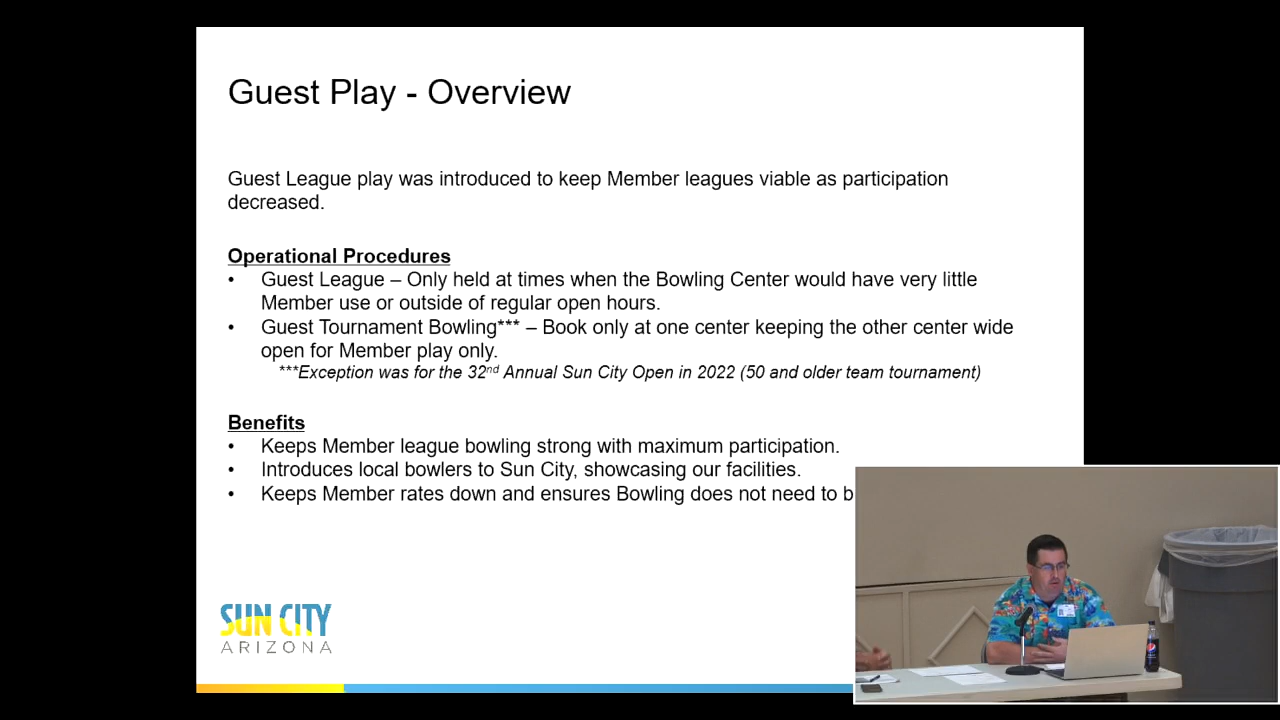 Guest Play - Overview
Guest League play was introduced to keep Member leagues viable as participation
decreased.
Operational Procedures
• Guest League – Only held at times when the Bowling Center would have very little
Member use or outside of regular open hours.
• Guest Tournament Bowling*** – Book only at one center keeping the other center wide
open for Member play only.
***Exception was for the 32nd Annual Sun City Open in 2022 (50 and older team tournament)
Benefits
• Keeps Member league bowling strong with maximum participation.
• Introduces local bowlers to Sun City, showcasing our facilities.
• Keeps Member rates down and ensures Bowling does not need to b
SUN CITY
ARIZONA